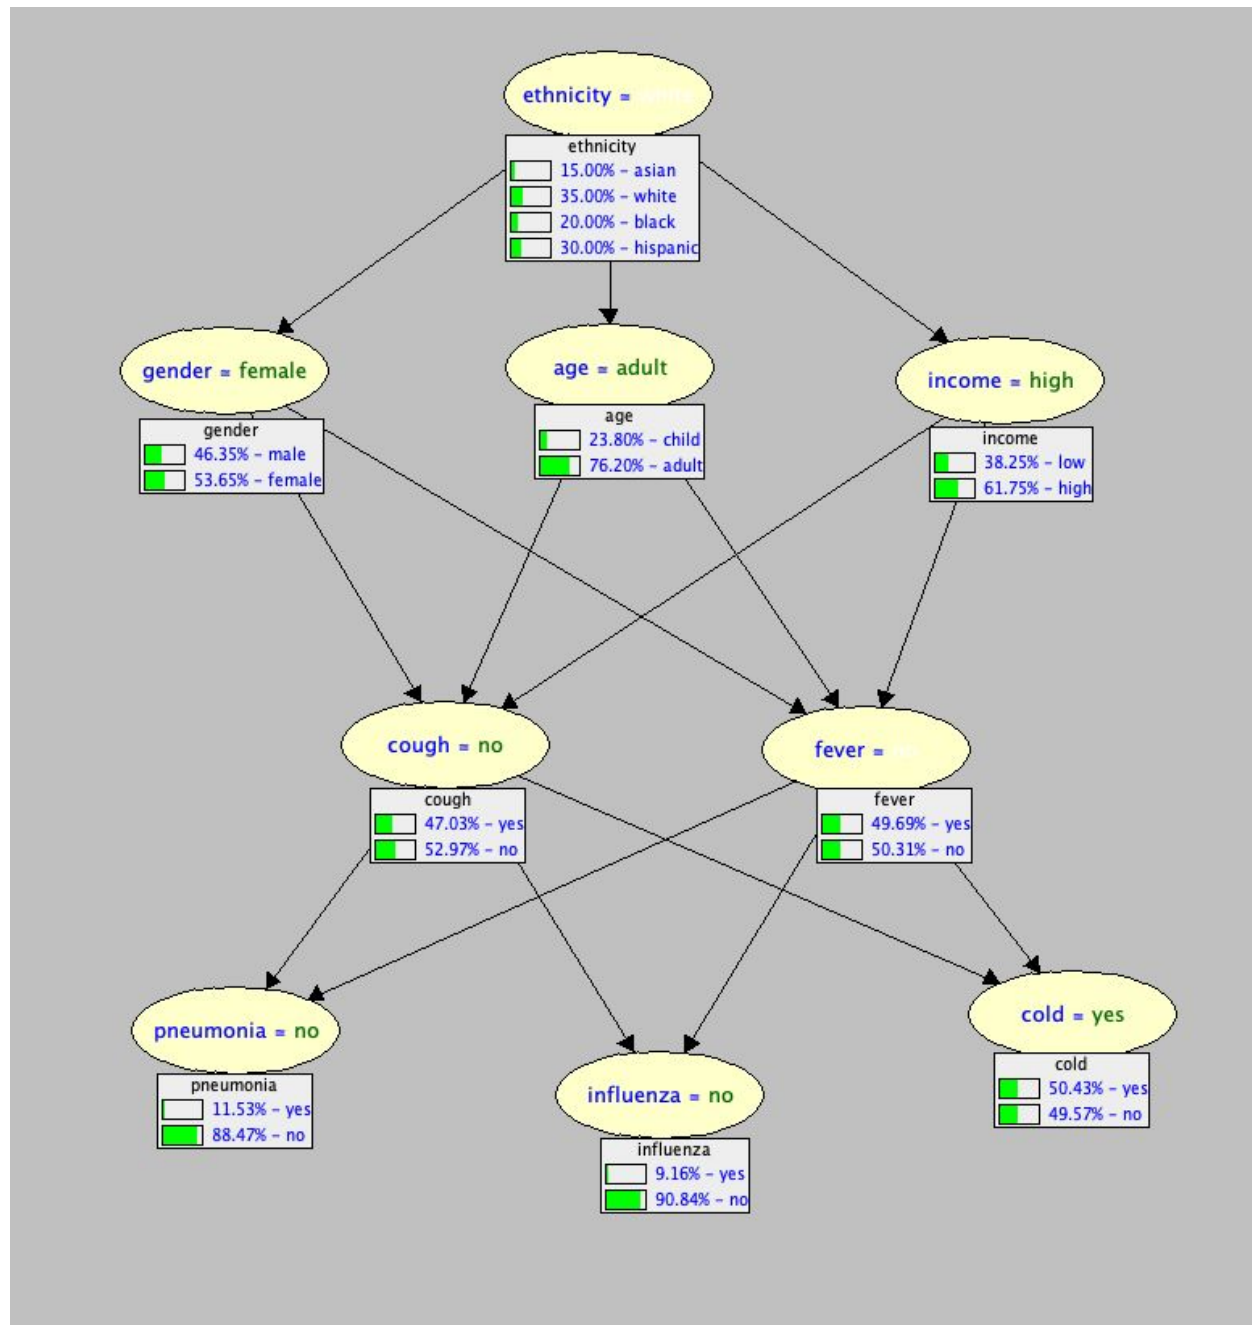 ethnicity = white
ethnicity
15.00% - asian
35.00% - white
20.00% - black
30.00% - hispanic
gender = female
gender
46.35% - male
53.65% - female
age = adult
age
23.80% - child
76.20% - adult
income = high
income
38.25% - low
61.75% - high
cough = no
cough
47.03% - yes
52.97% - no
fever = no
fever
49.69% - yes
50.31% - no
pneumonia = no
pneumonia
11.53% - yes
88.47% - no
influenza = no
influenza
9.16% - yes
90.84% - no
cold = yes
cold
50.43% - yes
49.57% - no